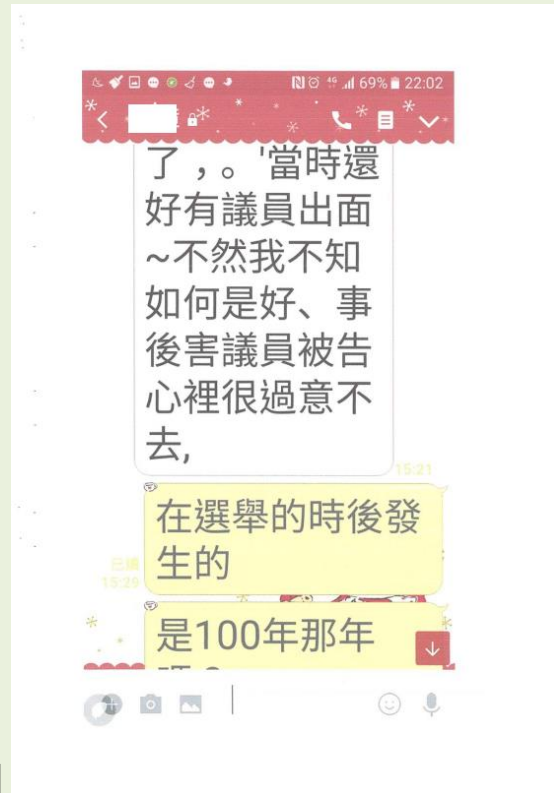 69% 22:02
了,。'當時還
好有議員出面
~不然我不知
如何是好、事
後害議員被告
心裡很過意不
去,
15:21
在選舉的時後發
生的
已讀
15:29
是100年那年